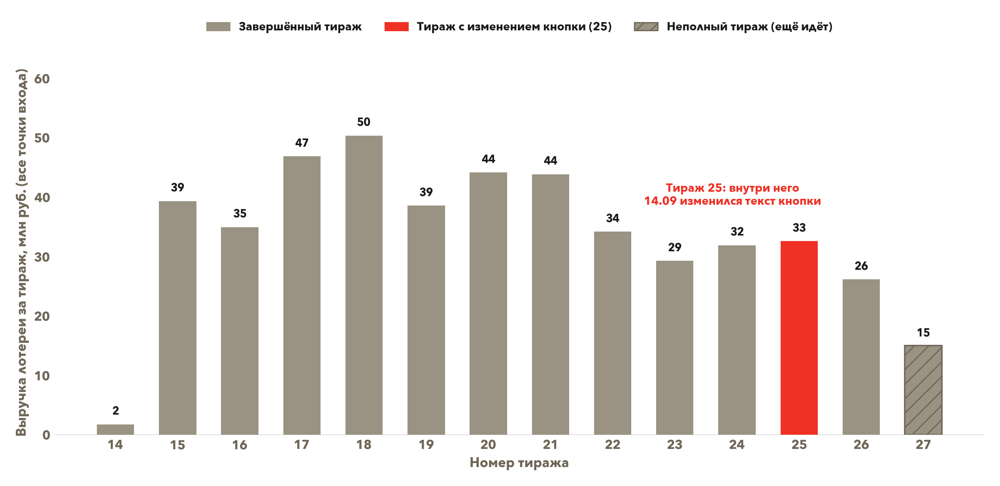 Завершённый тираж
Тираж с изменением кнопки (25)
Неполный тираж (ещё идёт)
Выручка лотереи за тираж, млн руб. (все точки входа)
60
50
40
30
20
10
0
2
39
35
47
50
39
44
44
34
29
32
33
26
15
Тираж 25: внутри него
14.09 изменился текст кнопки
14 15 16 17 18 19 20 21 22 23 24 25 26 27
Номер тиража